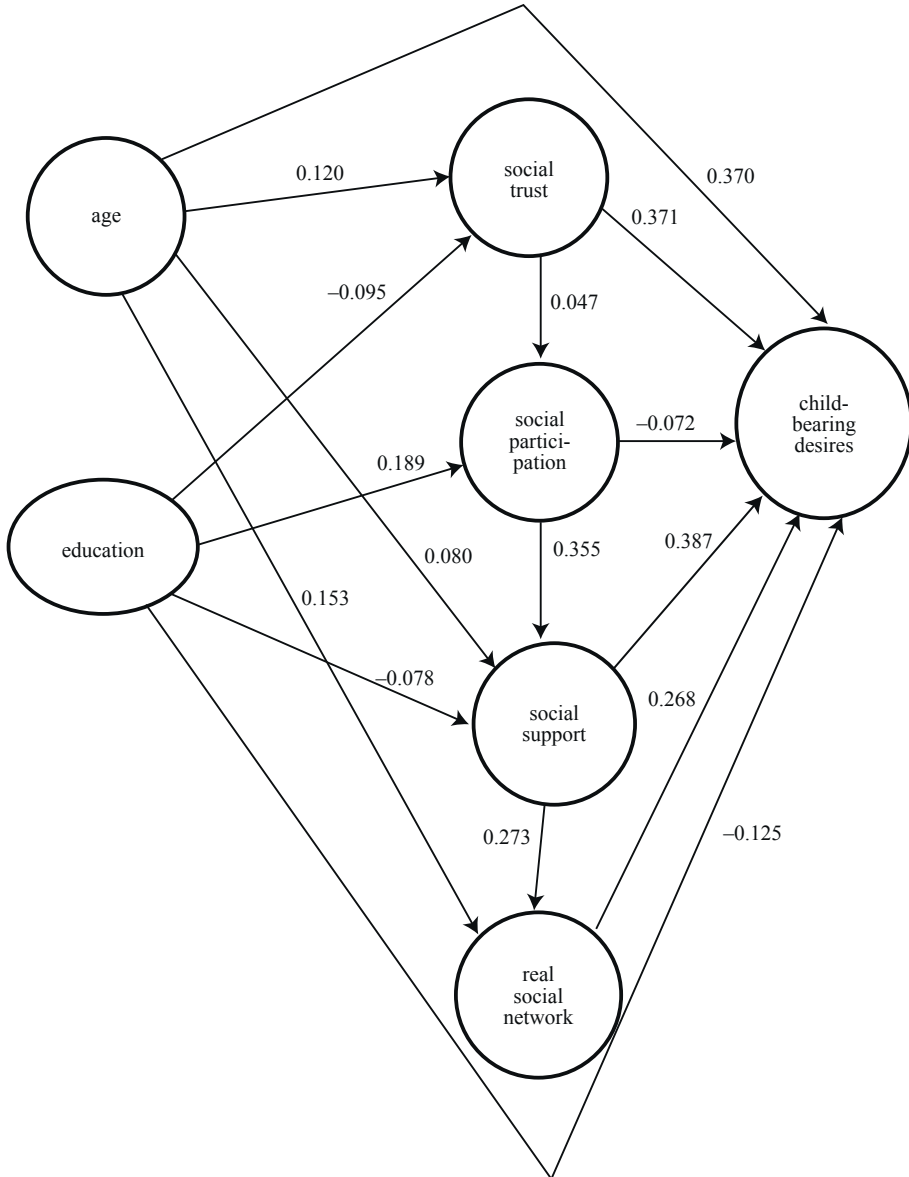 social
trust
0.120
0.370
age
0.371
–0.095
0.047
child-
bearing
desires
social
partici-
pation
–0.072
0.189
education
0.080
0.355
0.387
0.153
–0.078
social
support
0.268
0.273
–0.125
real
social
network